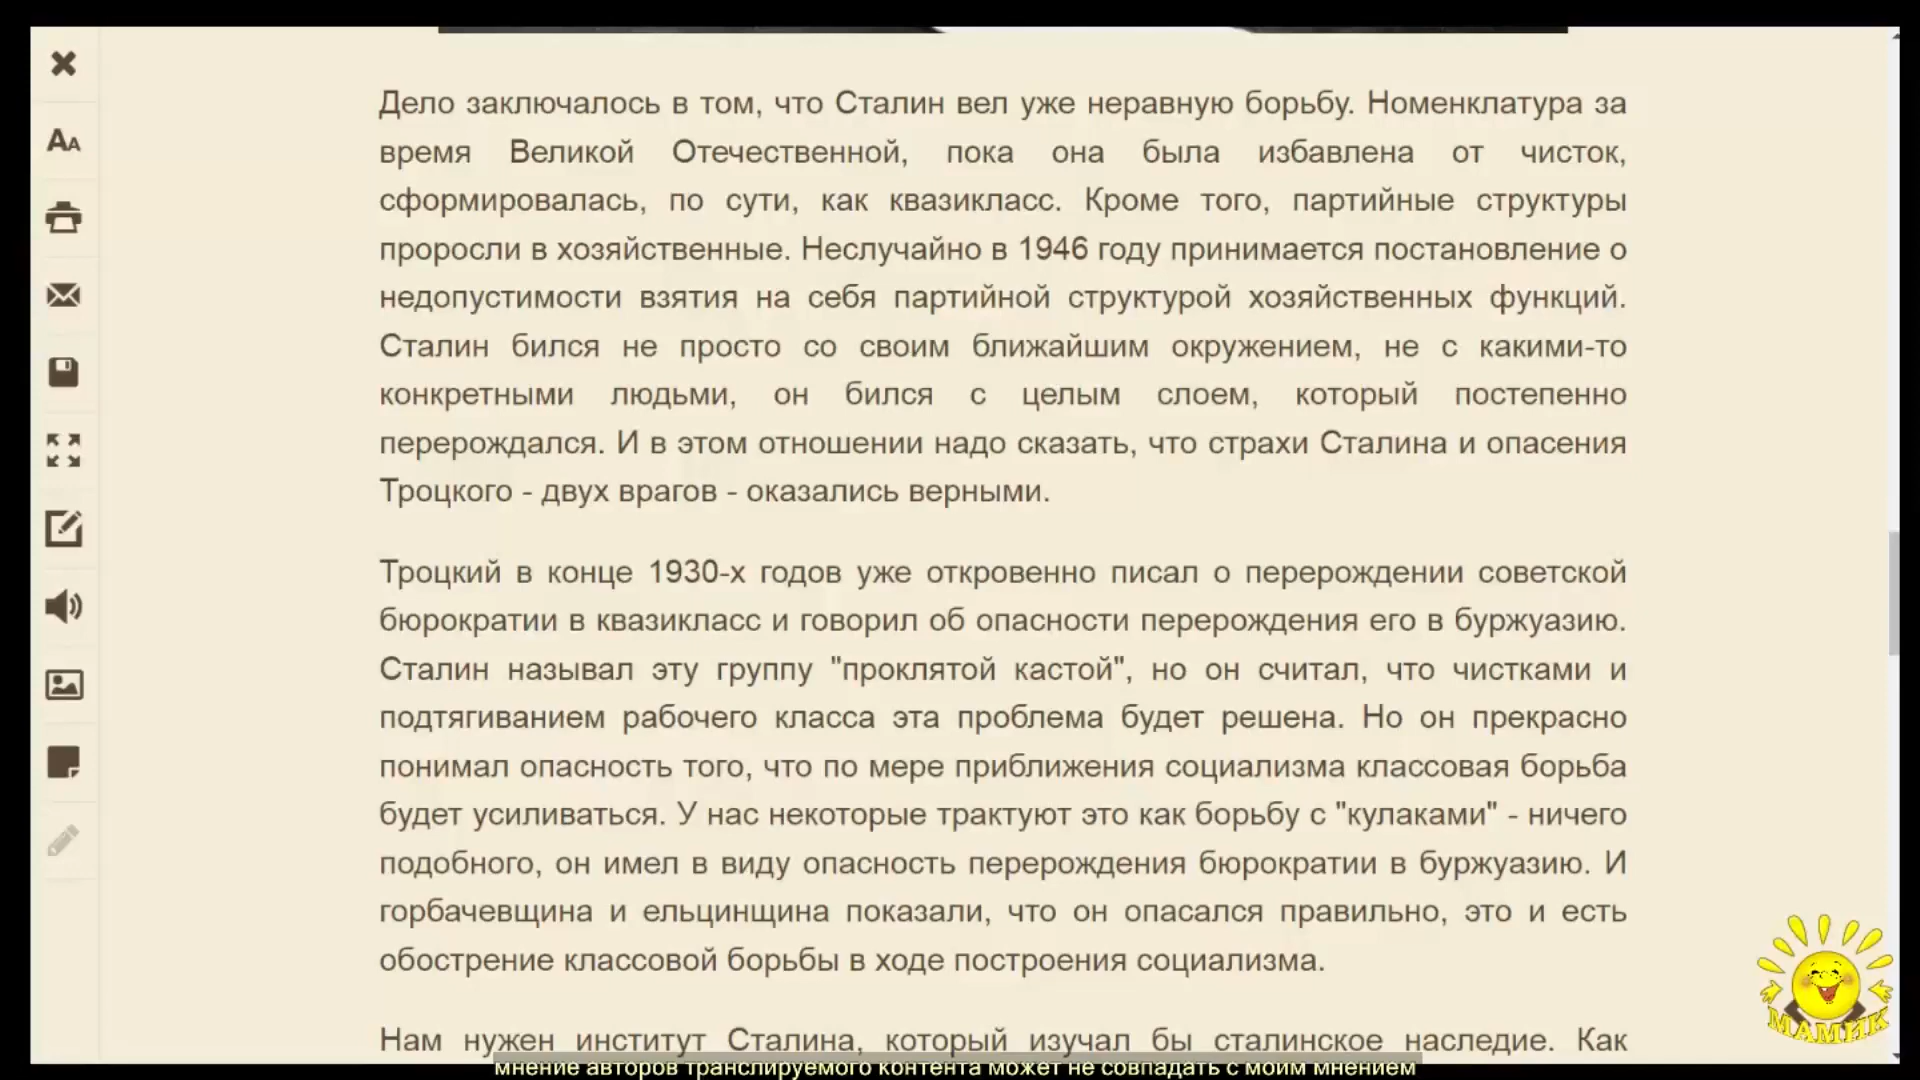 Дело заключалось в том, что Сталин вел уже неравную борьбу. Номенклатура за
время Великой Отечественной, пока она была избавлена от чисток,
сформировалась, по сути, как квазикласс. Кроме того, партийные структуры
проросли в хозяйственные. Неслучайно в 1946 году принимается постановление о
недопустимости взятия на себя партийной структурой хозяйственных функций.
Сталин бился не просто со своим ближайшим окружением, не с какими-то
конкретными людьми, он бился с целым слоем, который постепенно
перерождался. И в этом отношении надо сказать, что страхи Сталина и опасения
Троцкого - двух врагов - оказались верными.
Троцкий в конце 1930-х годов уже откровенно писал о перерождении советской
бюрократии в квазикласс и говорил об опасности перерождения его в буржуазию.
Сталин называл эту группу "проклятой кастой", но он считал, что чистками и
подтягиванием рабочего класса эта проблема будет решена. Но он прекрасно
понимал опасность того, что по мере приближения социализма классовая борьба
будет усиливаться. У нас некоторые трактуют это как борьбу с "кулаками" - ничего
подобного, он имел в виду опасность перерождения бюрократии в буржуазию. И
горбачевщина и ельцинщина показали, что он опасался правильно, это и есть
обострение классовой борьбы в ходе построения социализма.
Нам нужен институт Сталина, который изучал бы сталинское наследие. Как
мнение авторов транслируемого контента может не совпадать с моим мнением
МАМИК
AA